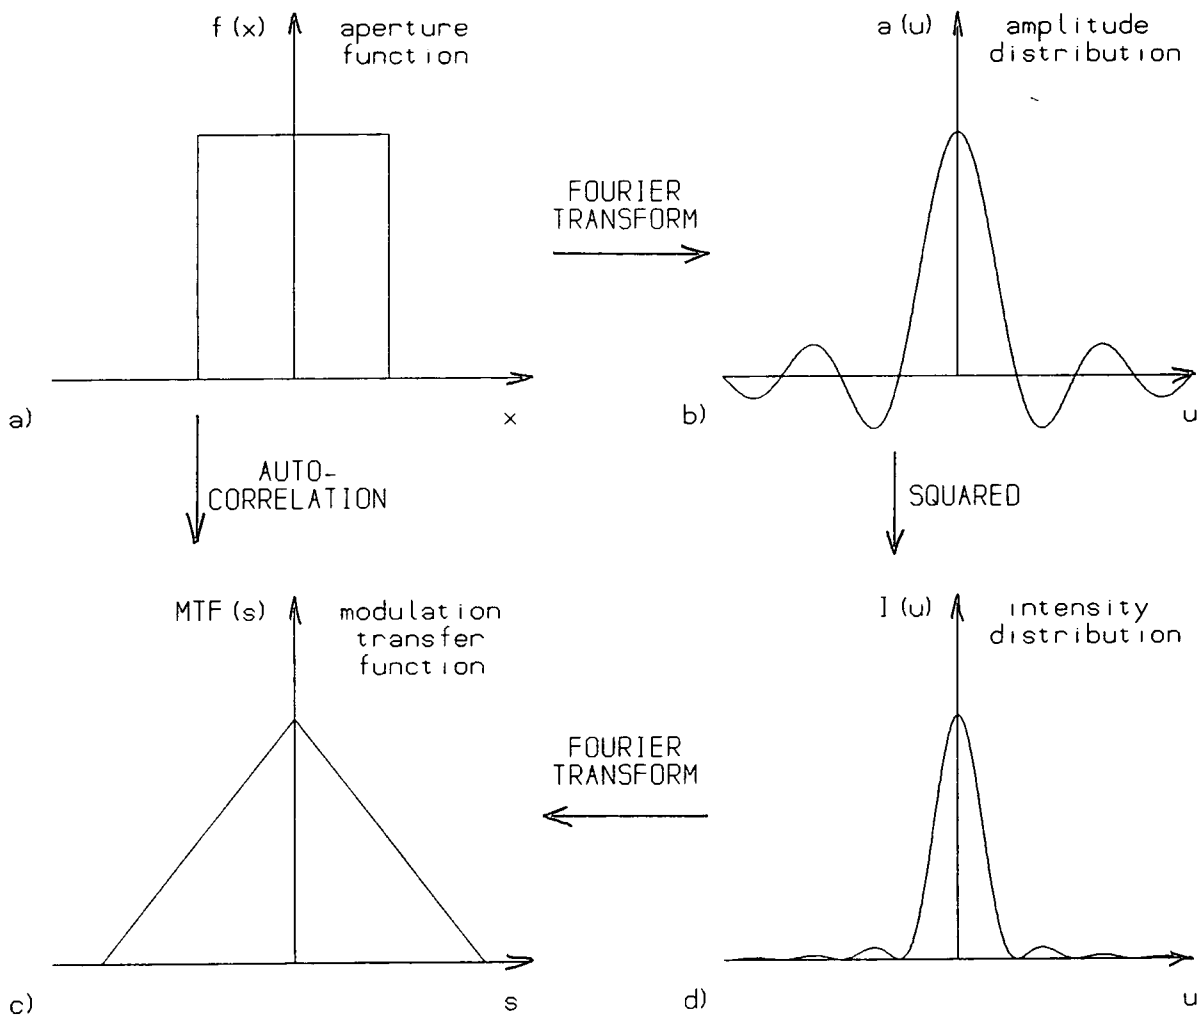 f(x)
aperture
function
a(u)
amplitude
distribution
FOURIER
TRANSFORM
a)
x
b)
u
AUTO-
CORRELATION
SQUARED
MTF(s)
modulation
transfer
function
I(u)
intensity
distribution
FOURIER
TRANSFORM
c)
s
d)
u